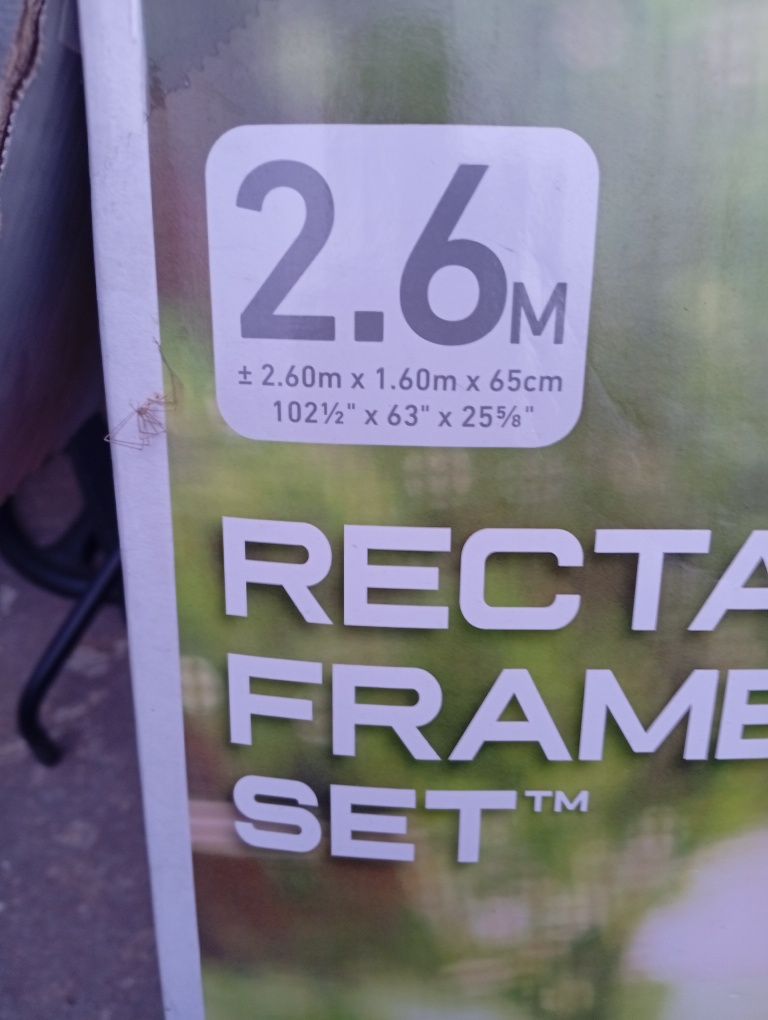 2.6M
± 2.60m x 1.60m x 65cm
102½" x 63" x 25⅝"
RECTA
FRAME
SET™